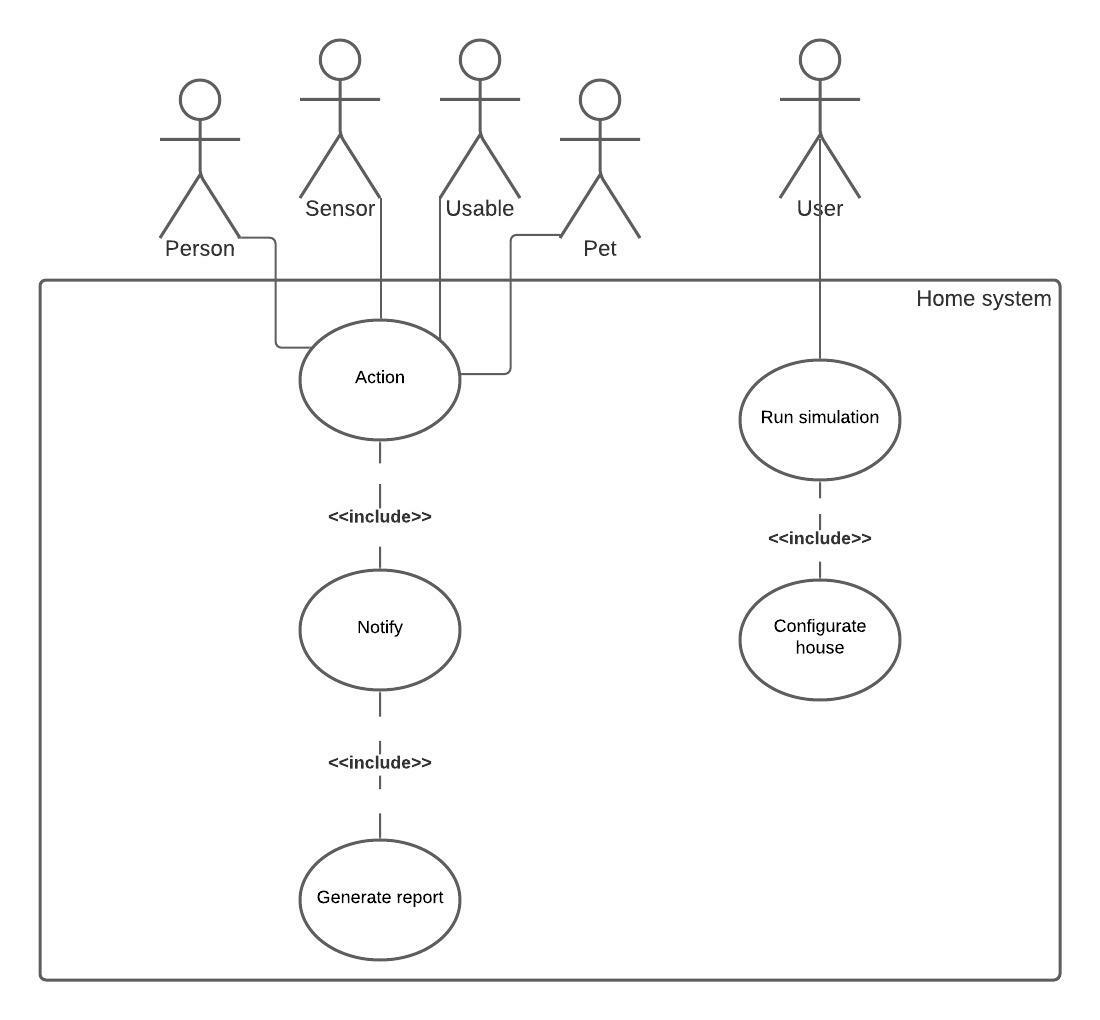 Sensor
Usable
User
Person
Pet
Home system
Action
Run simulation
<<include>>
<<include>>
Notify
Configurate
house
<<include>>
Generate report